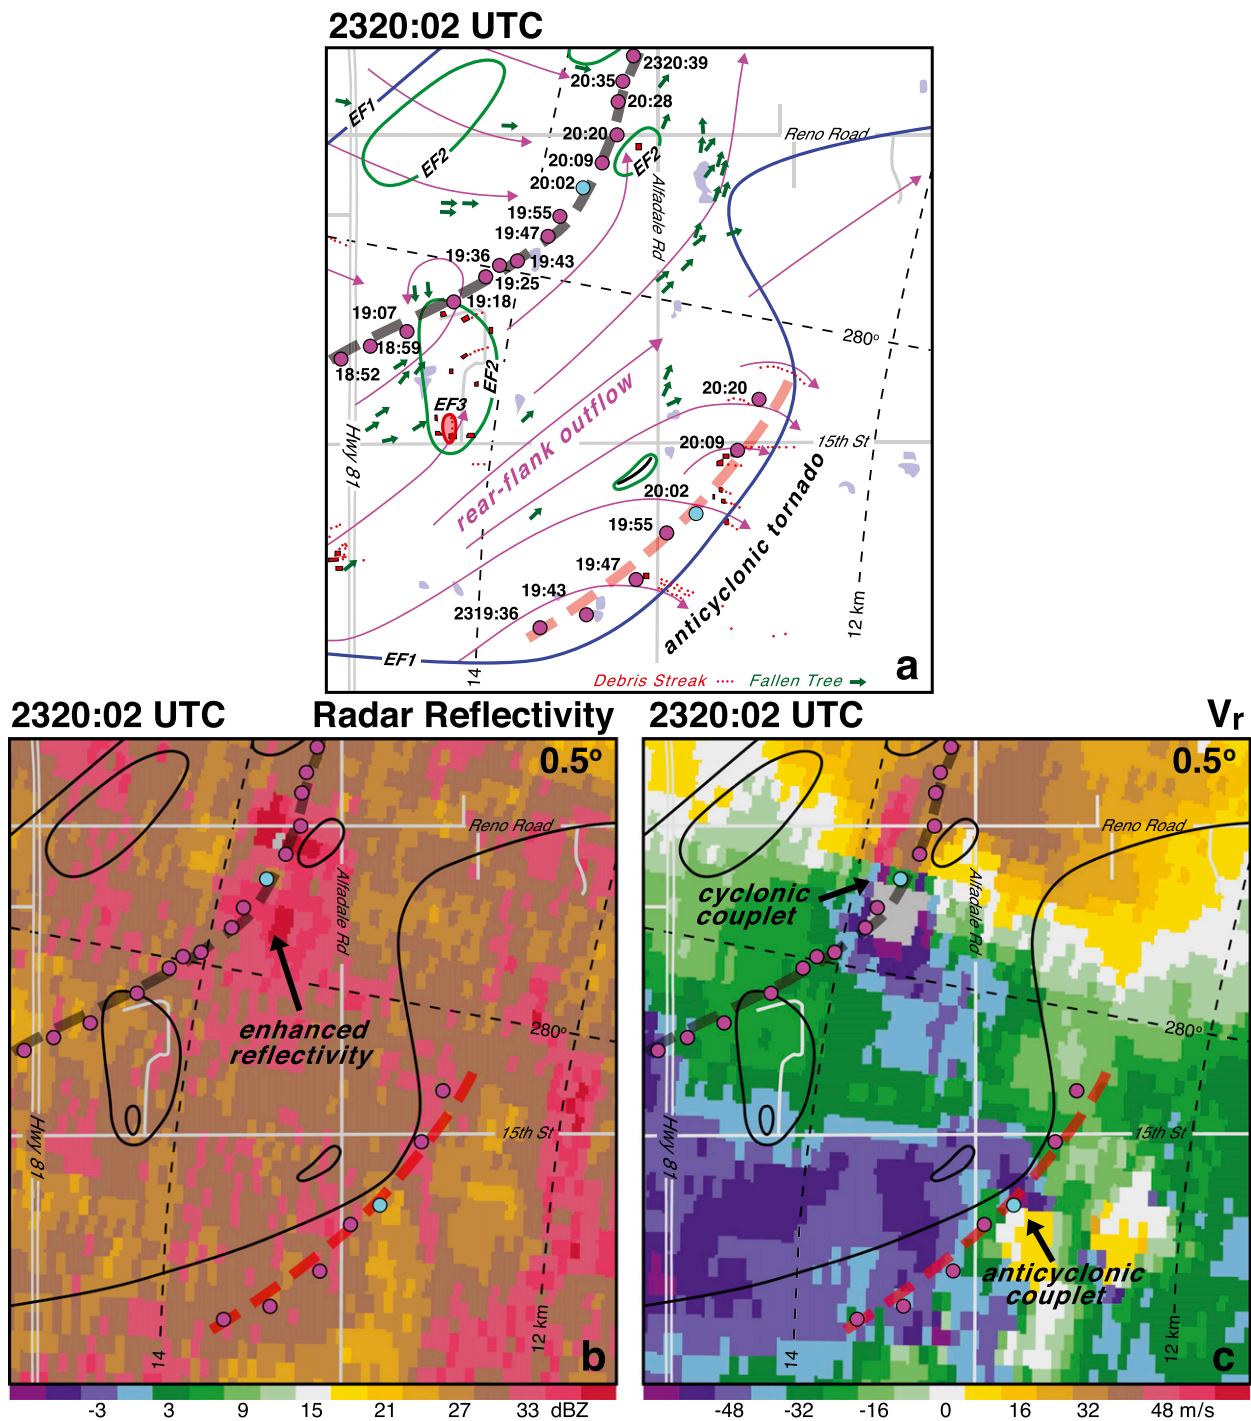 2320:02 UTC
2320:39
20:35
20:28
EF1
20:20
Reno Road
EF2
20:09
EF2
20:02
Alfadale Rd
19:55
19:47
19:36
19:43
19:25
19:18
19:07
280º
18:59
18:52
EF2
20:20
EF3
rear-flank outflow
Hwy 81
20:09
15th St
20:02
19:55
anticyclonic tornado
19:47
19:43
2319:36
12 km
EF1
14
Debris Streak
Fallen Tree
a
2320:02 UTC
Radar Reflectivity
0.5º
Reno Road
Alfadale Rd
enhanced
reflectivity
280º
Hwy 81
15th St
12 km
14
b
-3 3 9 15 21 27 33 dBZ
2320:02 UTC
Vr
0.5º
Reno Road
cyclonic
couplet
Alfadale Rd
280º
Hwy 81
15th St
anticyclonic
couplet
12 km
14
c
-48 -32 -16 0 16 32 48 m/s